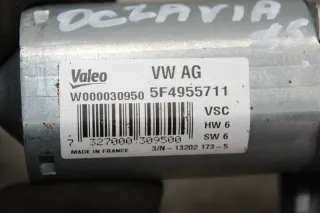 OCTAVIA
Valeo VW AG
W000030950 5F4955711
VSC
HW 6
SW 6
7 327000 309500
MADE IN FRANCE 3/N - 13202 173-5